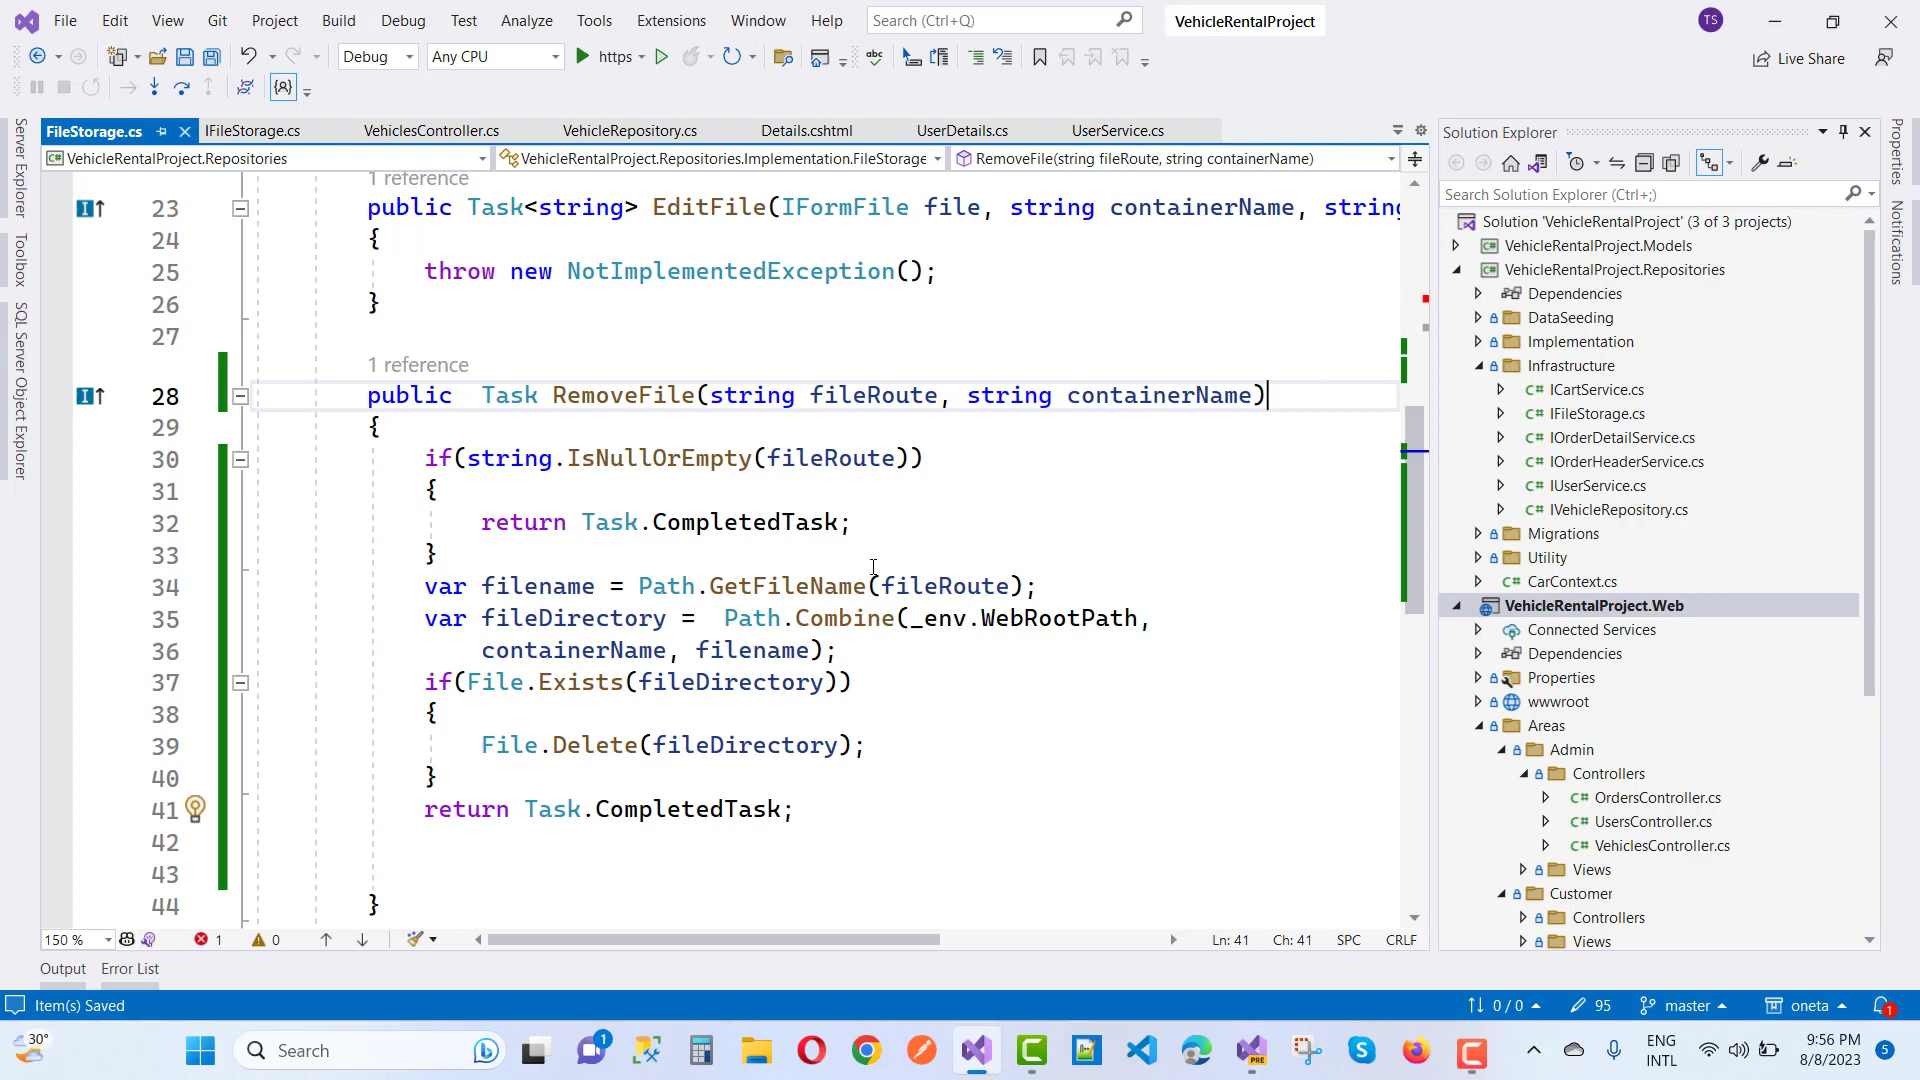 File Edit View Git Project Build Debug Test Analyze Tools Extensions Window Help Search (Ctrl+Q) VehicleRentalProject TS
Debug Any CPU https Live Share
FileStorage.cs IFileStorage.cs VehiclesController.cs VehicleRepository.cs Details.cshtml UserDetails.cs UserService.cs
VehicleRentalProject.Repositories VehicleRentalProject.Repositories.Implementation.FileStorage RemoveFile(string fileRoute, string containerName)
Server Explorer
Toolbox
SQL Server Object Explorer
1 reference
23 public Task<string> EditFile(IFormFile file, string containerName, string
24 {
25 throw new NotImplementedException();
26 }
27
1 reference
28 public  Task RemoveFile(string fileRoute, string containerName)
29 {
30 if(string.IsNullOrEmpty(fileRoute))
31 {
32 return Task.CompletedTask;
33 }
34 var filename = Path.GetFileName(fileRoute);
35 var fileDirectory =  Path.Combine(_env.WebRootPath,
36 containerName, filename);
37 if(File.Exists(fileDirectory))
38 {
39 File.Delete(fileDirectory);
40 }
41 return Task.CompletedTask;
42
43
44 }
150 % 1 0 Ln: 41 Ch: 41 SPC CRLF
Output Error List
Solution Explorer
Search Solution Explorer (Ctrl+;)
Solution 'VehicleRentalProject' (3 of 3 projects)
VehicleRentalProject.Models
VehicleRentalProject.Repositories
Dependencies
DataSeeding
Implementation
Infrastructure
C# ICartService.cs
C# IFileStorage.cs
C# IOrderDetailService.cs
C# IOrderHeaderService.cs
C# IUserService.cs
C# IVehicleRepository.cs
Migrations
Utility
C# CarContext.cs
VehicleRentalProject.Web
Connected Services
Dependencies
Properties
wwwroot
Areas
Admin
Controllers
C# OrdersController.cs
C# UsersController.cs
C# VehiclesController.cs
Views
Customer
Controllers
Views
Properties
Notifications
Item(s) Saved 0 / 0 95 master oneta 1
30° Search 1 PRE ENG INTL 9:56 PM 8/8/2023 5